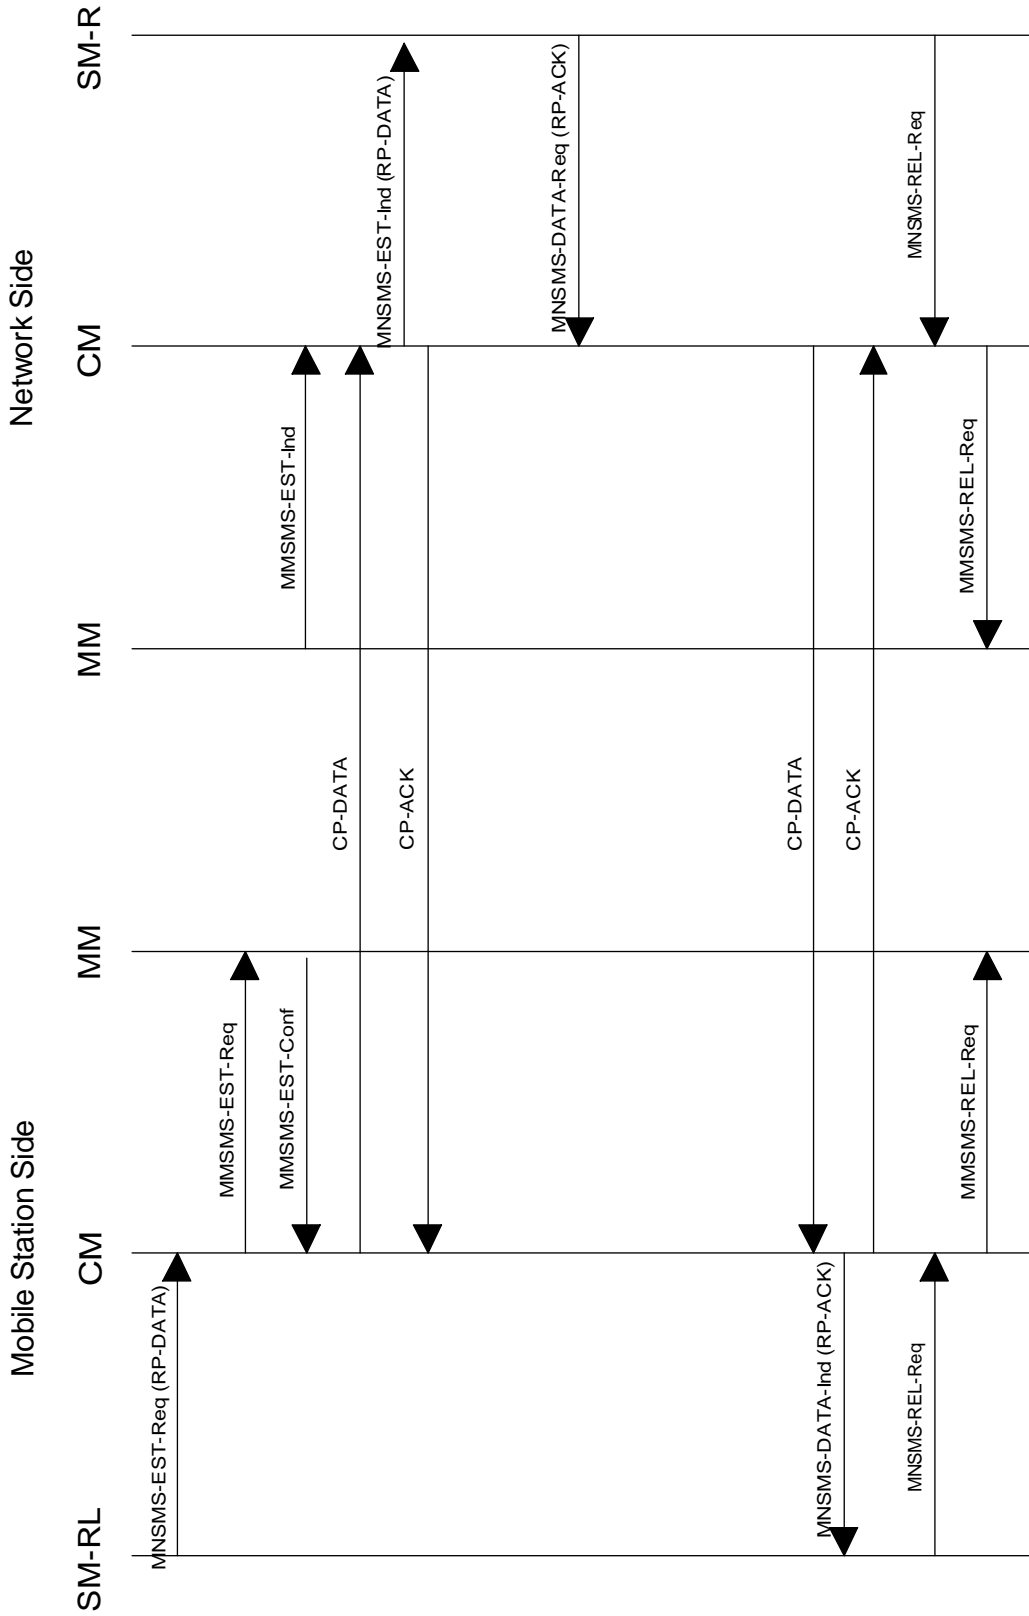 Mobile Station Side
Network Side
SM-RL
CM
MM
MM
CM
SM-R
MNSMS-EST-Req (RP-DATA)
MMSMS-EST-Req
MMSMS-EST-Conf
MMSMS-EST-Ind
CP-DATA
MNSMS-EST-Ind (RP-DATA)
CP-ACK
MNSMS-DATA-Req (RP-ACK)
CP-DATA
MNSMS-DATA-Ind (RP-ACK)
CP-ACK
MNSMS-REL-Req
MNSMS-REL-Req
MMSMS-REL-Req
MMSMS-REL-Req